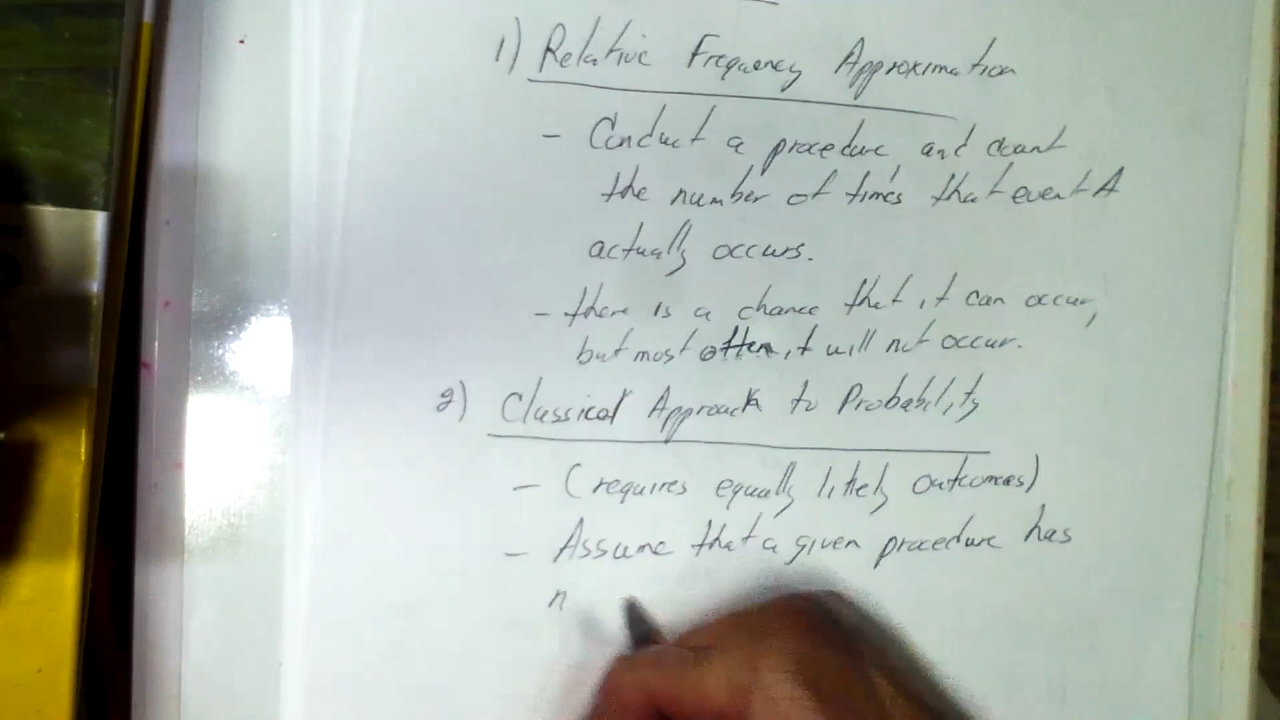 1) Relative Frequency Approximation
- Conduct a procedure, and count
the number of times that event A
actually occurs.
- there is a chance that it can occur,
but most often, it will not occur.
2) Classical Approach to Probability
- (requires equally likely outcomes)
- Assume that a given procedure has
n